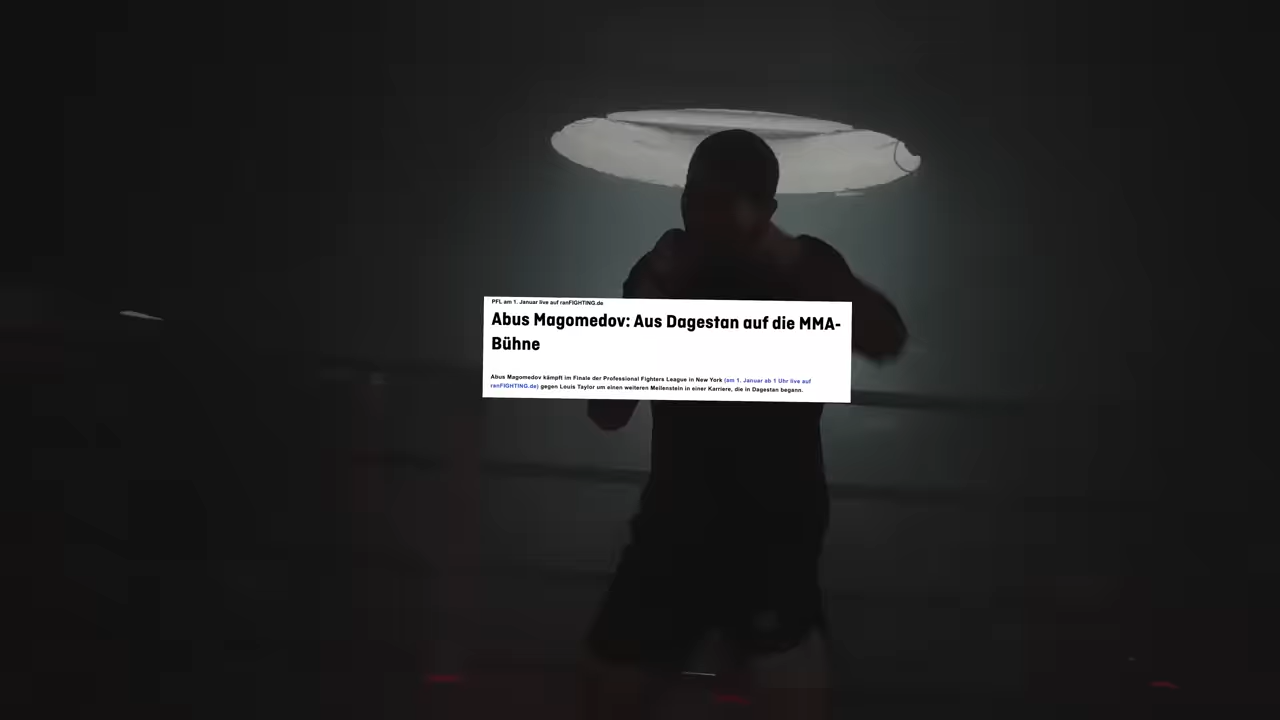 PFL am 1. Januar live auf ranFIGHTING.de
Abus Magomedov: Aus Dagestan auf die MMA-
Bühne
Abus Magomedov kämpft im Finale der Professional Fighters League in New York (am 1. Januar ab 1 Uhr live auf
ranFIGHTING.de) gegen Louis Taylor um einen weiteren Meilenstein in einer Karriere, die in Dagestan begann.